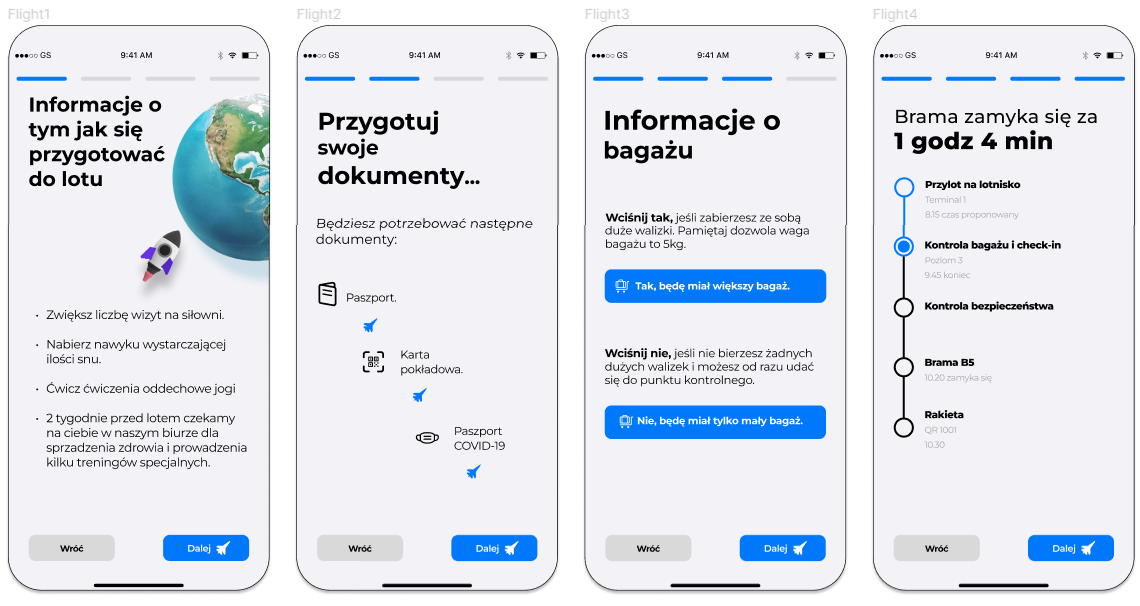 Flight1
GS
9:41 AM
Informacje o
tym jak się
przygotować
do lotu
• Zwiększ liczbę wizyt na siłowni.
• Nabierz nawyku wystarczającej
ilości snu.
• Ćwicz ćwiczenia oddechowe jogi
• 2 tygodnie przed lotem czekamy
na ciebie w naszym biurze dla
sprzadzenia zdrowia i prowadzenia
kilku treningów specjalnych.
Wróć
Dalej
Flight2
GS
9:41 AM
Przygotuj
swoje
dokumenty...
Będziesz potrzebować następne
dokumenty:
Paszport.
Karta
pokładowa.
Paszport
COVID-19
Wróć
Dalej
Flight3
GS
9:41 AM
Informacje o
bagażu
Wciśnij tak, jeśli zabierzesz ze sobą
duże walizki. Pamiętaj dozwola waga
bagażu to 5kg.
Tak, będę miał większy bagaż.
Wciśnij nie, jeśli nie bierzesz żadnych
dużych walizek i możesz od razu udać
się do punktu kontrolnego.
Nie, będę miał tylko mały bagaż.
Wróć
Dalej
Flight4
GS
9:41 AM
Brama zamyka się za
1 godz 4 min
Przylot na lotnisko
Terminal 1
8.15 czas proponowany
Kontrola bagażu i check-in
Poziom 3
9.45 koniec
Kontrola bezpieczeństwa
Brama B5
10.20 zamyka się
Rakieta
QR 1001
10.30
Wróć
Dalej